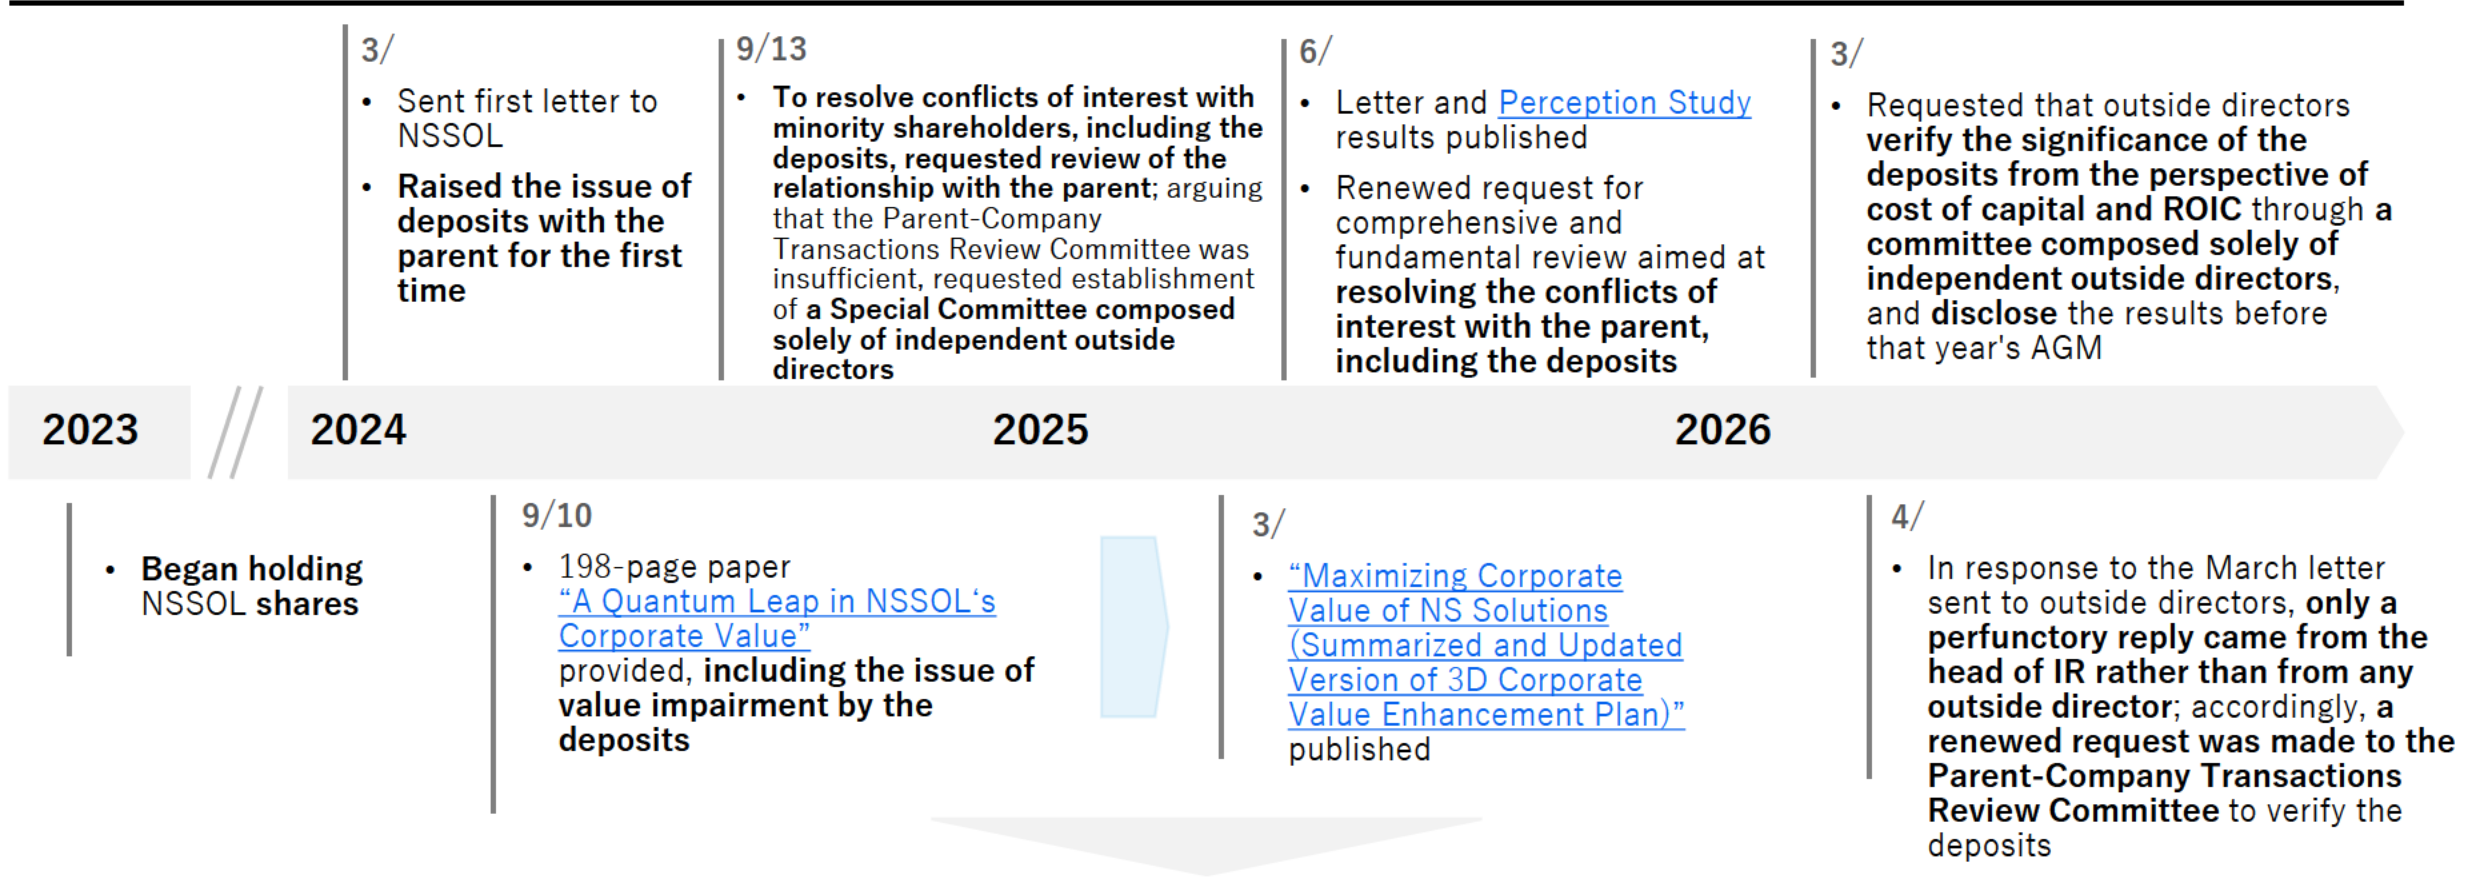 3/
• Sent first letter to
NSSOL
• Raised the issue of
deposits with the
parent for the first
time
9/13
• To resolve conflicts of interest with
minority shareholders, including the
deposits, requested review of the
relationship with the parent; arguing
that the Parent-Company
Transactions Review Committee was
insufficient, requested establishment
of a Special Committee composed
solely of independent outside
directors
6/
• Letter and Perception Study
results published
• Renewed request for
comprehensive and
fundamental review aimed at
resolving the conflicts of
interest with the parent,
including the deposits
3/
• Requested that outside directors
verify the significance of the
deposits from the perspective of
cost of capital and ROIC through a
committee composed solely of
independent outside directors,
and disclose the results before
that year's AGM
2023 // 2024 2025 2026
• Began holding
NSSOL shares
9/10
• 198-page paper
“A Quantum Leap in NSSOL‘s
Corporate Value”
provided, including the issue of
value impairment by the
deposits
3/
• “Maximizing Corporate
Value of NS Solutions
(Summarized and Updated
Version of 3D Corporate
Value Enhancement Plan)”
published
4/
• In response to the March letter
sent to outside directors, only a
perfunctory reply came from the
head of IR rather than from any
outside director; accordingly, a
renewed request was made to the
Parent-Company Transactions
Review Committee to verify the
deposits